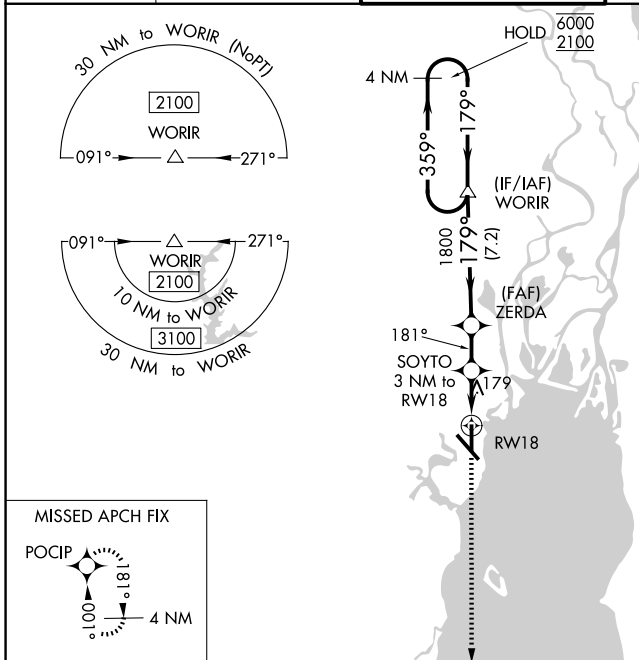 30 NM to WORIR (NoPT)
2100
WORIR
091°
271°
091°
271°
WORIR
2100
10 NM to WORIR
3100
30 NM to WORIR
HOLD
6000
2100
4 NM
359°
179°
(IF/IAF)
WORIR
1800
179°
(7.2)
(FAF)
ZERDA
181°
SOYTO
3 NM to
RW18
179
RW18
MISSED APCH FIX
POCIP
181°
001°
4 NM